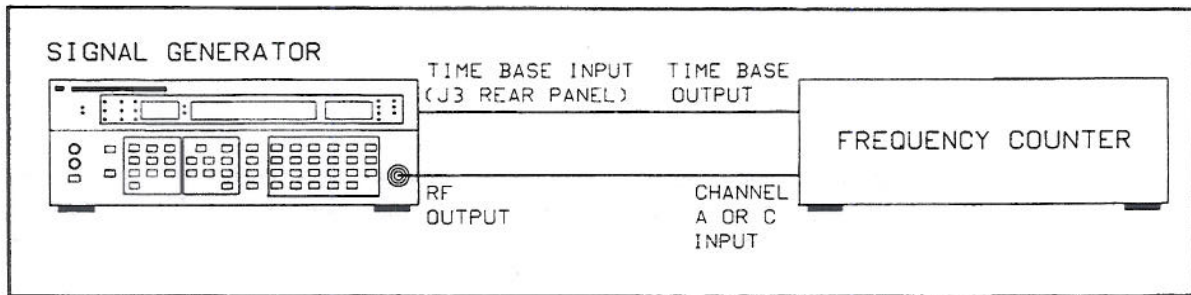 SIGNAL GENERATOR
TIME BASE INPUT
(J3 REAR PANEL)
TIME BASE
OUTPUT
FREQUENCY COUNTER
RF
OUTPUT
CHANNEL
A OR C
INPUT